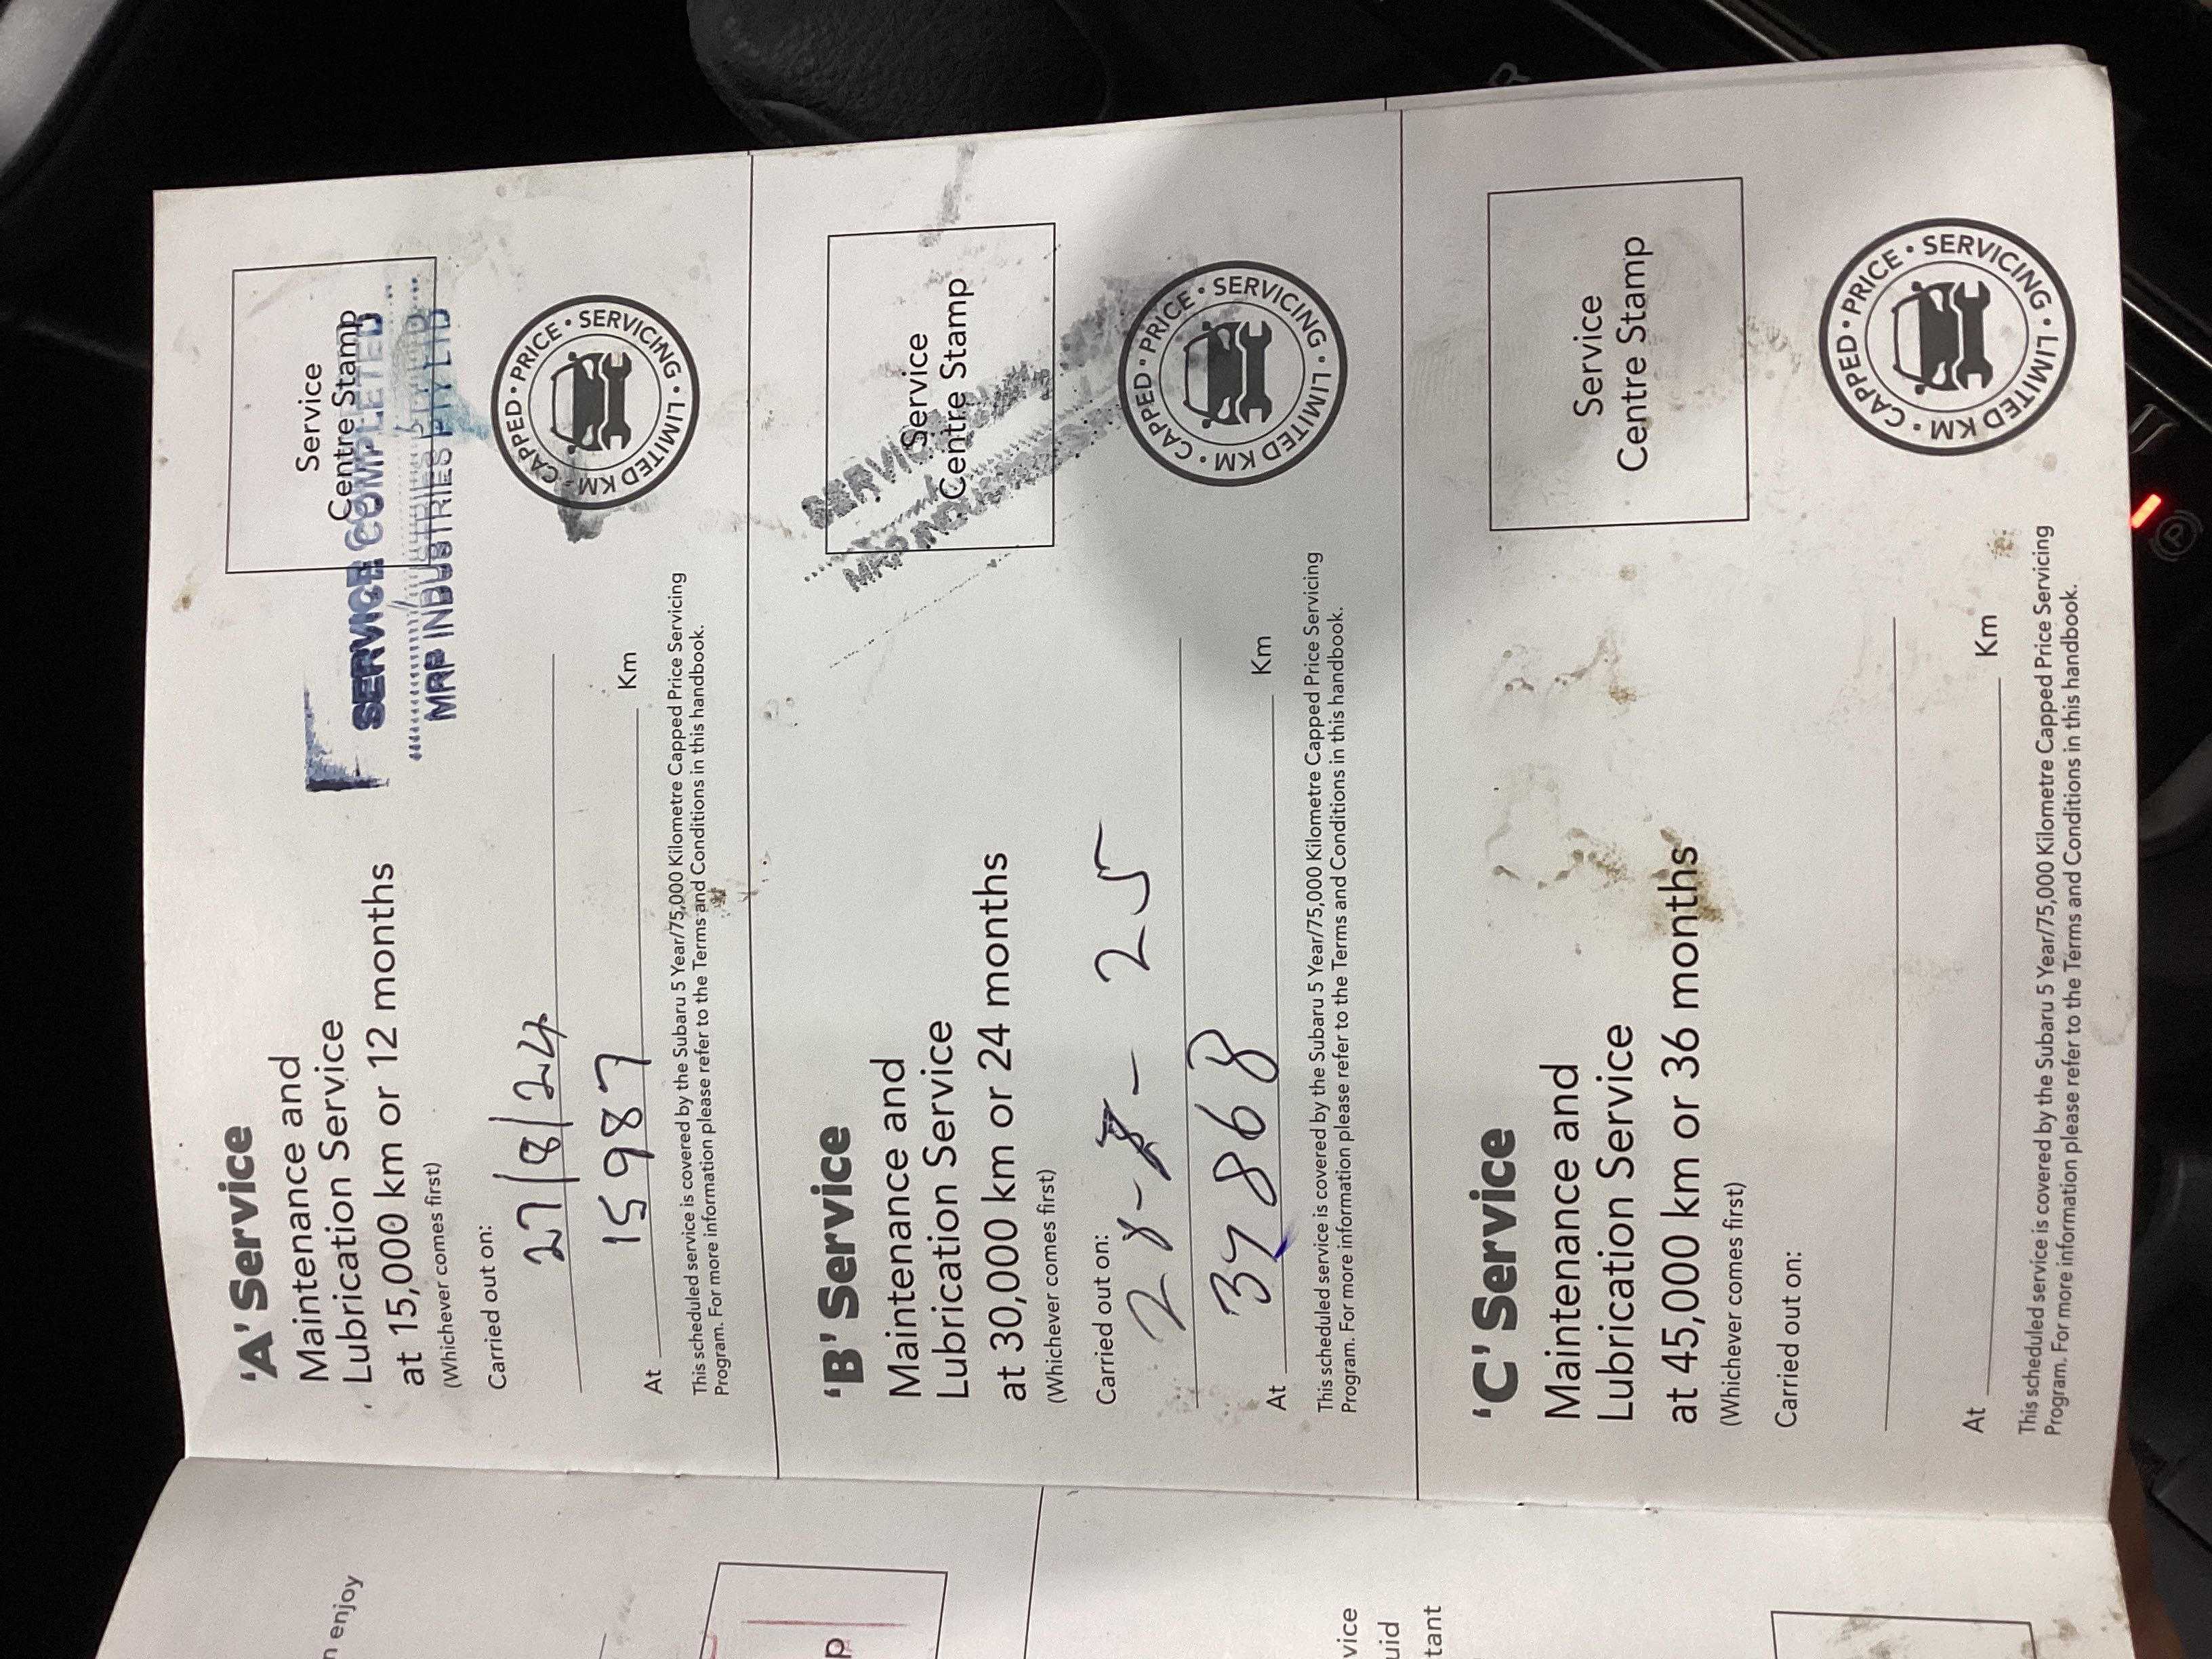 'A' Service
Maintenance and
Lubrication Service
at 15,000 km or 12 months
(Whichever comes first)
Carried out on:
27/8/24
At 15987 Km
This scheduled service is covered by the Subaru 5 Year/75,000 Kilometre Capped Price Servicing
Program. For more information please refer to the Terms and Conditions in this handbook.
Service
Centre Stamp
SERVICE COMPLETED
MRP INDUSTRIES PTY LTD
CAPPED • PRICE • SERVICING • LIMITED KM •
'B' Service
Maintenance and
Lubrication Service
at 30,000 km or 24 months
(Whichever comes first)
Carried out on:
25
At Km
This scheduled service is covered by the Subaru 5 Year/75,000 Kilometre Capped Price Servicing
Program. For more information please refer to the Terms and Conditions in this handbook.
Service
Centre Stamp
SERVICE
MRP
CAPPED • PRICE • SERVICING • LIMITED KM •
'C' Service
Maintenance and
Lubrication Service
at 45,000 km or 36 months
(Whichever comes first)
Carried out on:
At Km
This scheduled service is covered by the Subaru 5 Year/75,000 Kilometre Capped Price Servicing
Program. For more information please refer to the Terms and Conditions in this handbook.
Service
Centre Stamp
CAPPED • PRICE • SERVICING • LIMITED KM •
enjoy
R
P